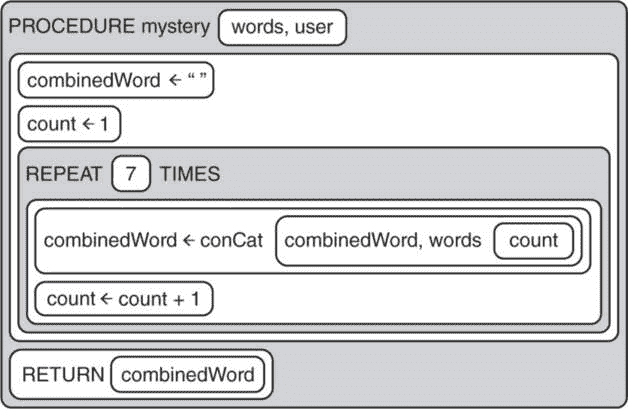 PROCEDURE mystery words, user
combinedWord ← “ ”
count ← 1
REPEAT 7 TIMES
combinedWord ← conCat combinedWord, words count
count ← count + 1
RETURN combinedWord